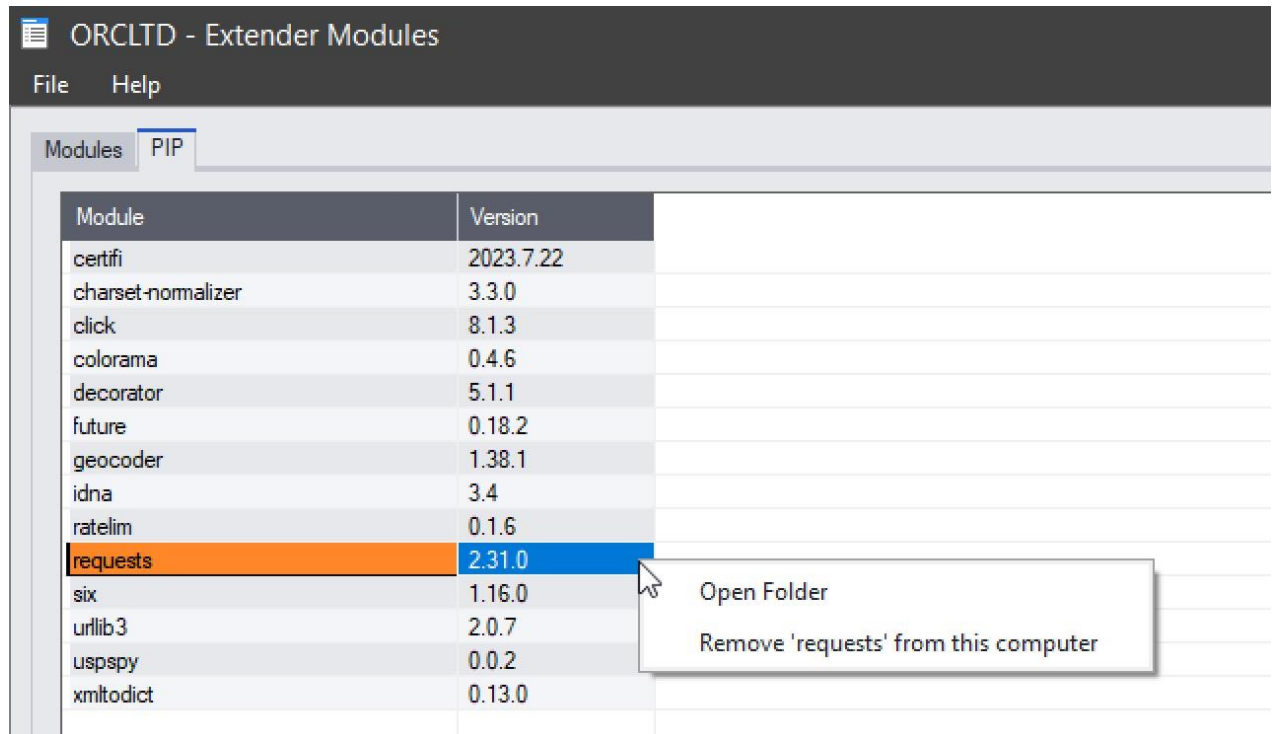 ORCLTD - Extender Modules
File Help
Modules PIP
Module Version
certifi 2023.7.22
charset-normalizer 3.3.0
click 8.1.3
colorama 0.4.6
decorator 5.1.1
future 0.18.2
geocoder 1.38.1
idna 3.4
ratelim 0.1.6
requests 2.31.0
Open Folder
six 1.16.0
urllib3 2.0.7
Remove 'requests' from this computer
uspspy 0.0.2
xmltodict 0.13.0